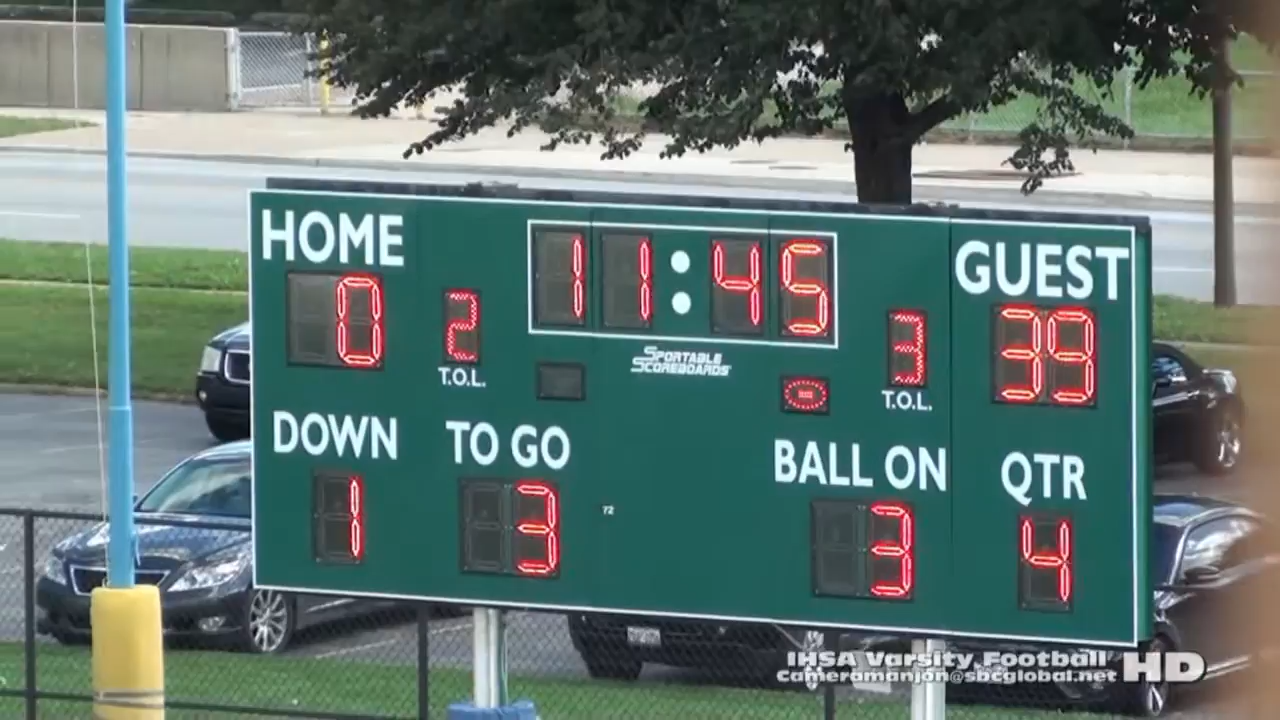 HOME 11:45 GUEST
0 2 3 39
T.O.L. SPORTABLE SCOREBOARDS T.O.L.
DOWN TO GO BALL ON QTR
1 3 72 3 4
IHSA Varsity Football HD
cameramanjon@sbcglobal.net